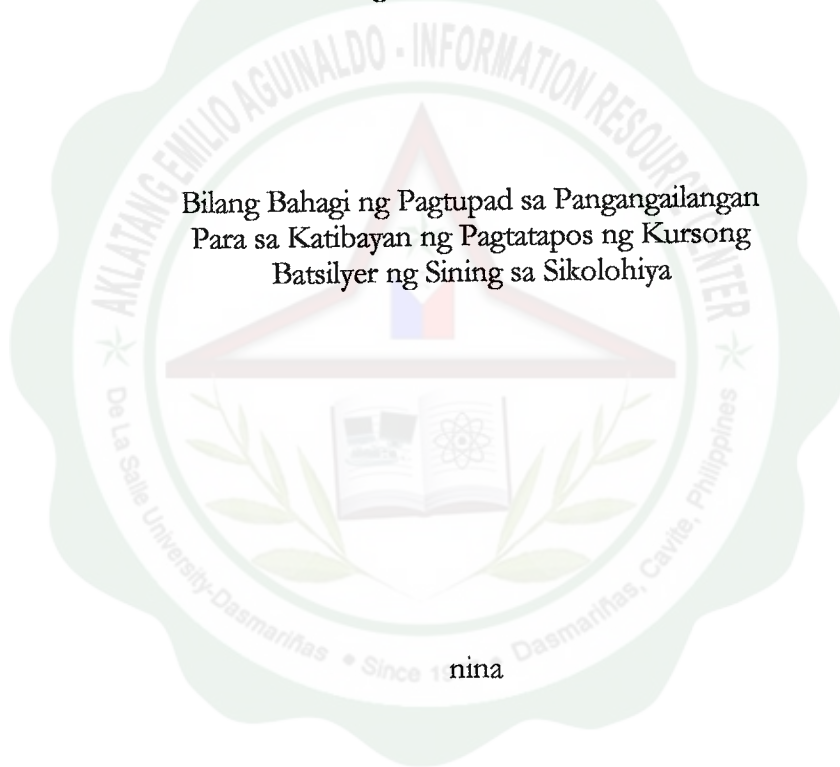 AKLATANG EMILIO AGUINALDO - INFORMATION RESOURCE CENTER
Bilang Bahagi ng Pagtupad sa Pangangailangan
Para sa Katibayan ng Pagtatapos ng Kursong
Batsilyer ng Sining sa Sikolohiya
De La Salle University-Dasmariñas
Since
Dasmariñas, Cavite, Philippines
nina